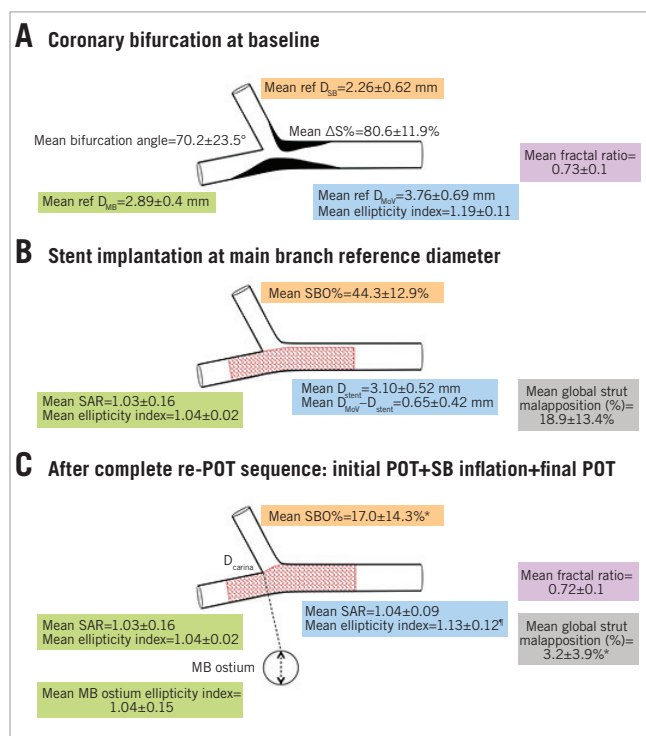 A Coronary bifurcation at baseline
Mean ref D_SB=2.26±0.62 mm
Mean bifurcation angle=70.2±23.5°
Mean ΔS%=80.6±11.9%
Mean fractal ratio=
0.73±0.1
Mean ref D_MB=2.89±0.4 mm
Mean ref D_MoV=3.76±0.69 mm
Mean ellipticity index=1.19±0.11
B Stent implantation at main branch reference diameter
Mean SBO%=44.3±12.9%
Mean SAR=1.03±0.16
Mean ellipticity index=1.04±0.02
Mean D_stent=3.10±0.52 mm
Mean D_MoV–D_stent=0.65±0.42 mm
Mean global strut
malapposition (%)=
18.9±13.4%
C After complete re-POT sequence: initial POT+SB inflation+final POT
Mean SBO%=17.0±14.3%*
D_carina
Mean fractal ratio=
0.72±0.1
Mean SAR=1.03±0.16
Mean ellipticity index=1.04±0.02
Mean SAR=1.04±0.09
Mean ellipticity index=1.13±0.12¶
Mean global strut
malapposition (%)=
3.2±3.9%*
MB ostium
Mean MB ostium ellipticity index=
1.04±0.15